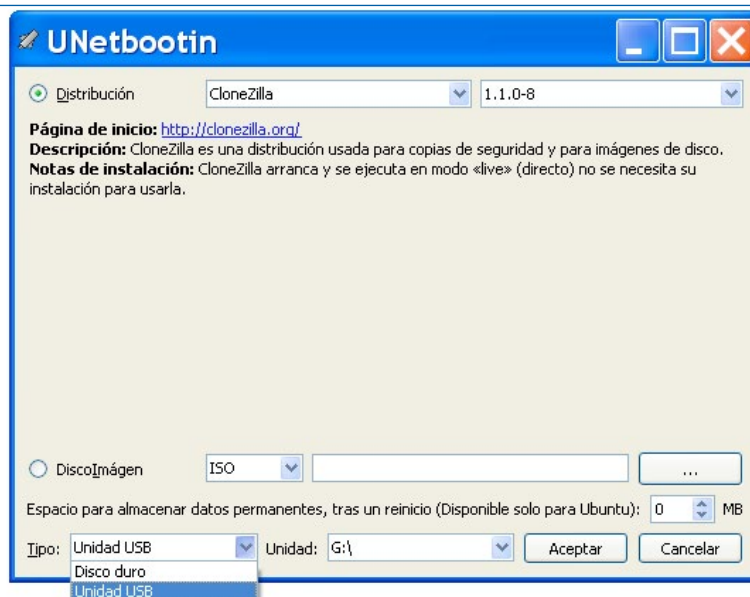 UNetbootin
Distribución CloneZilla 1.1.0-8
Página de inicio: http://clonezilla.org/
Descripción: CloneZilla es una distribución usada para copias de seguridad y para imágenes de disco.
Notas de instalación: CloneZilla arranca y se ejecuta en modo «live» (directo) no se necesita su
instalación para usarla.
DiscoImágen ISO ...
Espacio para almacenar datos permanentes, tras un reinicio (Disponible solo para Ubuntu): 0 MB
Tipo: Unidad USB Unidad: G:\ Aceptar Cancelar
Disco duro
Unidad USB